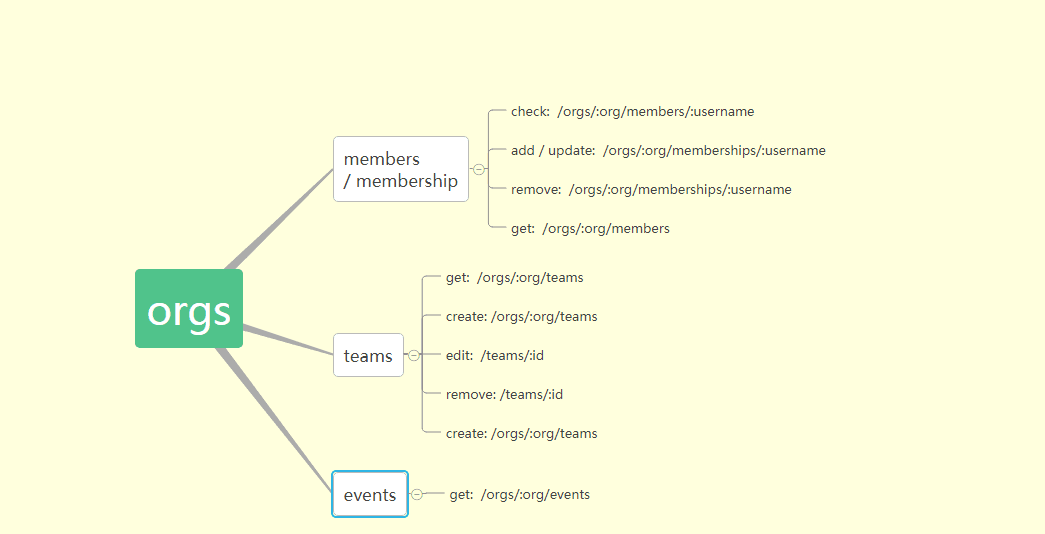 orgs
members
/ membership
check:  /orgs/:org/members/:username
add / update:  /orgs/:org/memberships/:username
remove:  /orgs/:org/memberships/:username
get:  /orgs/:org/members
teams
get:  /orgs/:org/teams
create: /orgs/:org/teams
edit:  /teams/:id
remove: /teams/:id
create: /orgs/:org/teams
events
get:  /orgs/:org/events